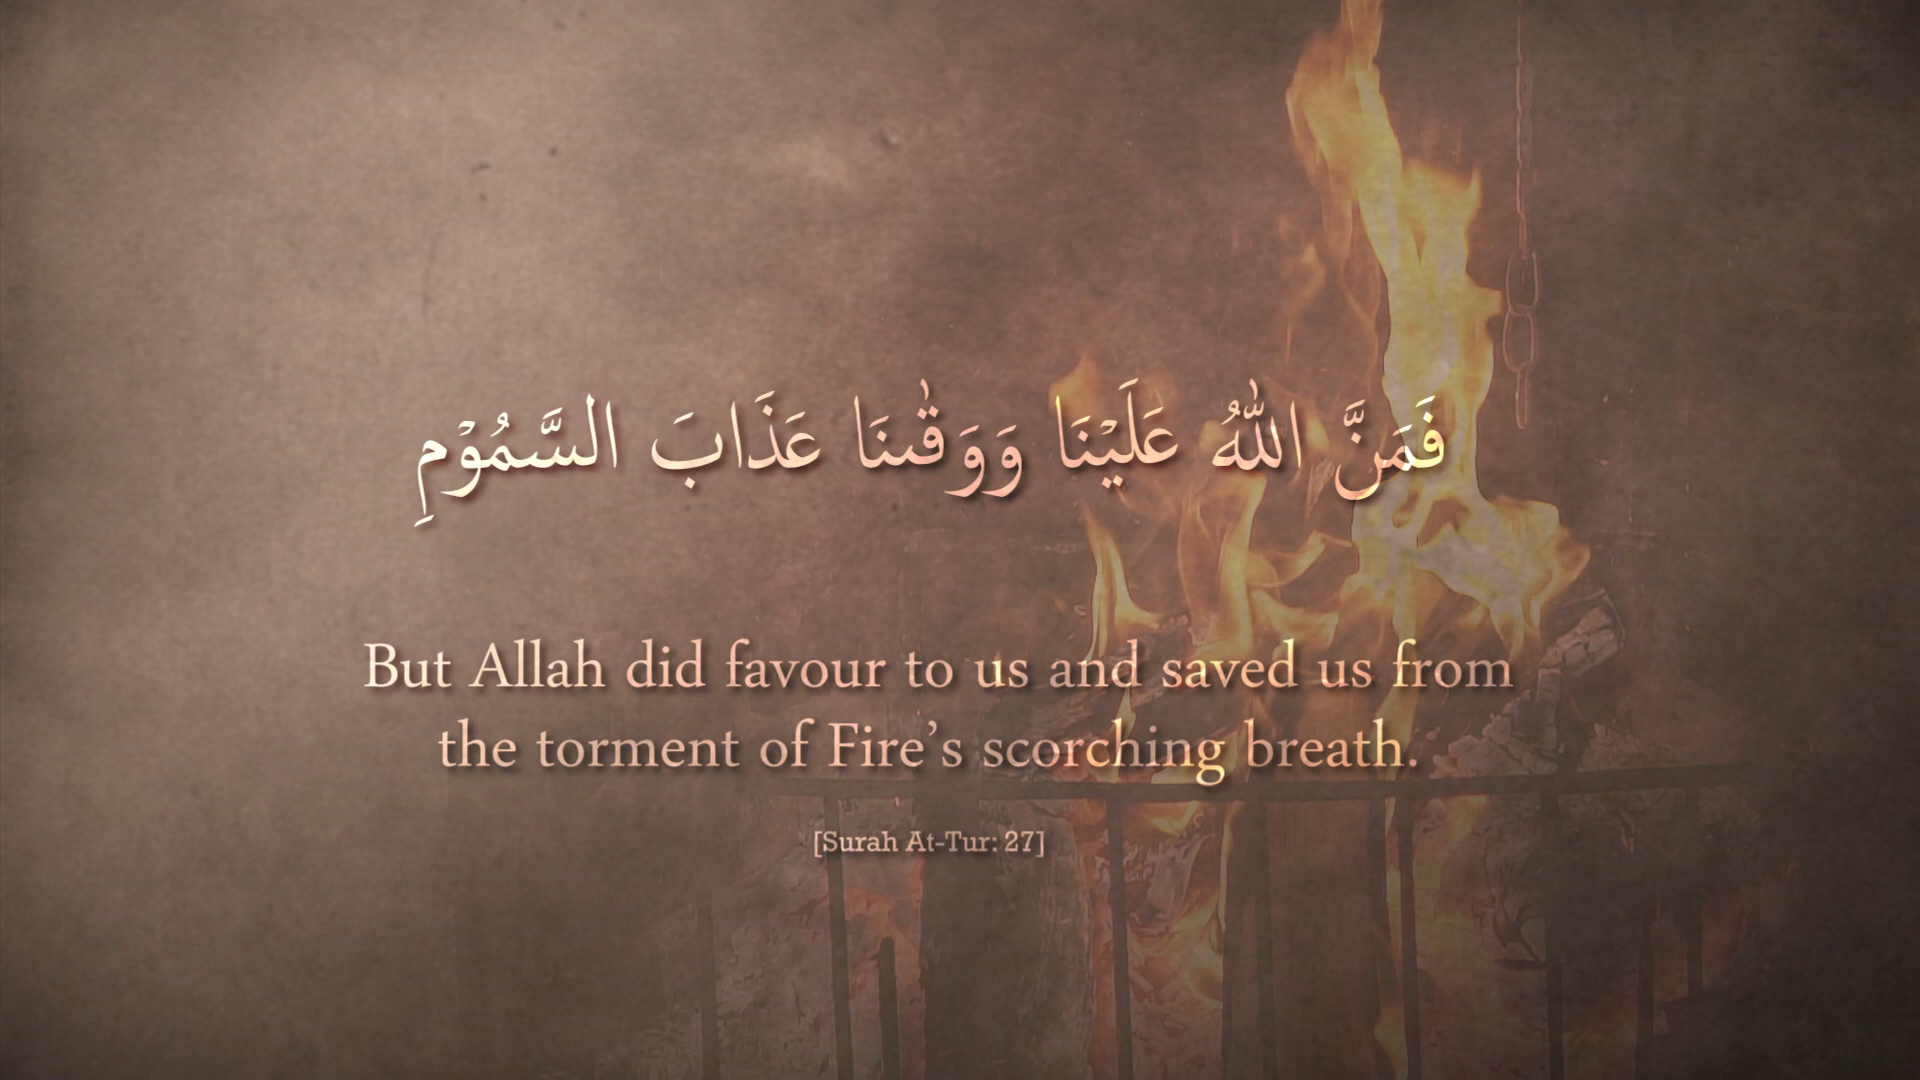 فَمَنَّ اللّٰهُ عَلَيْنَا وَوَقٰىنَا عَذَابَ السَّمُوْمِ
But Allah did favour to us and saved us from
the torment of Fire’s scorching breath.
[Surah At-Tur: 27]